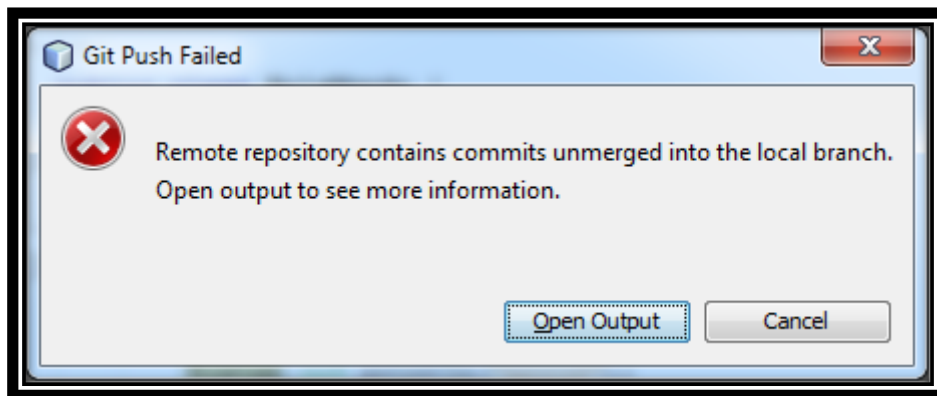 Git Push Failed
Remote repository contains commits unmerged into the local branch.
Open output to see more information.
Open Output
Cancel